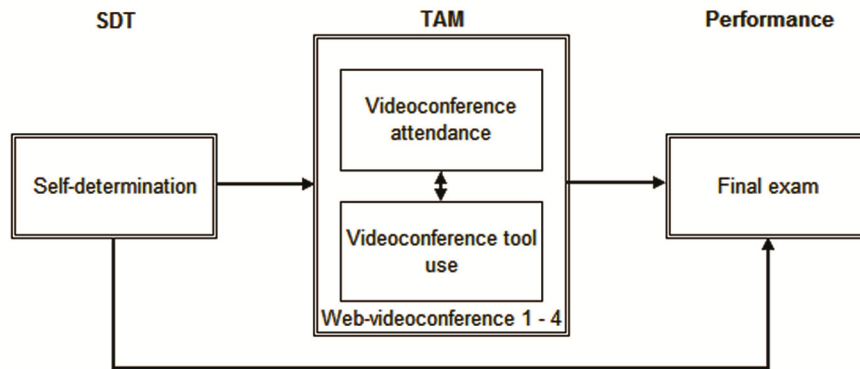 SDT
TAM
Performance
Videoconference
attendance
Self-determination
Final exam
Videoconference tool
use
Web-videoconference 1 - 4